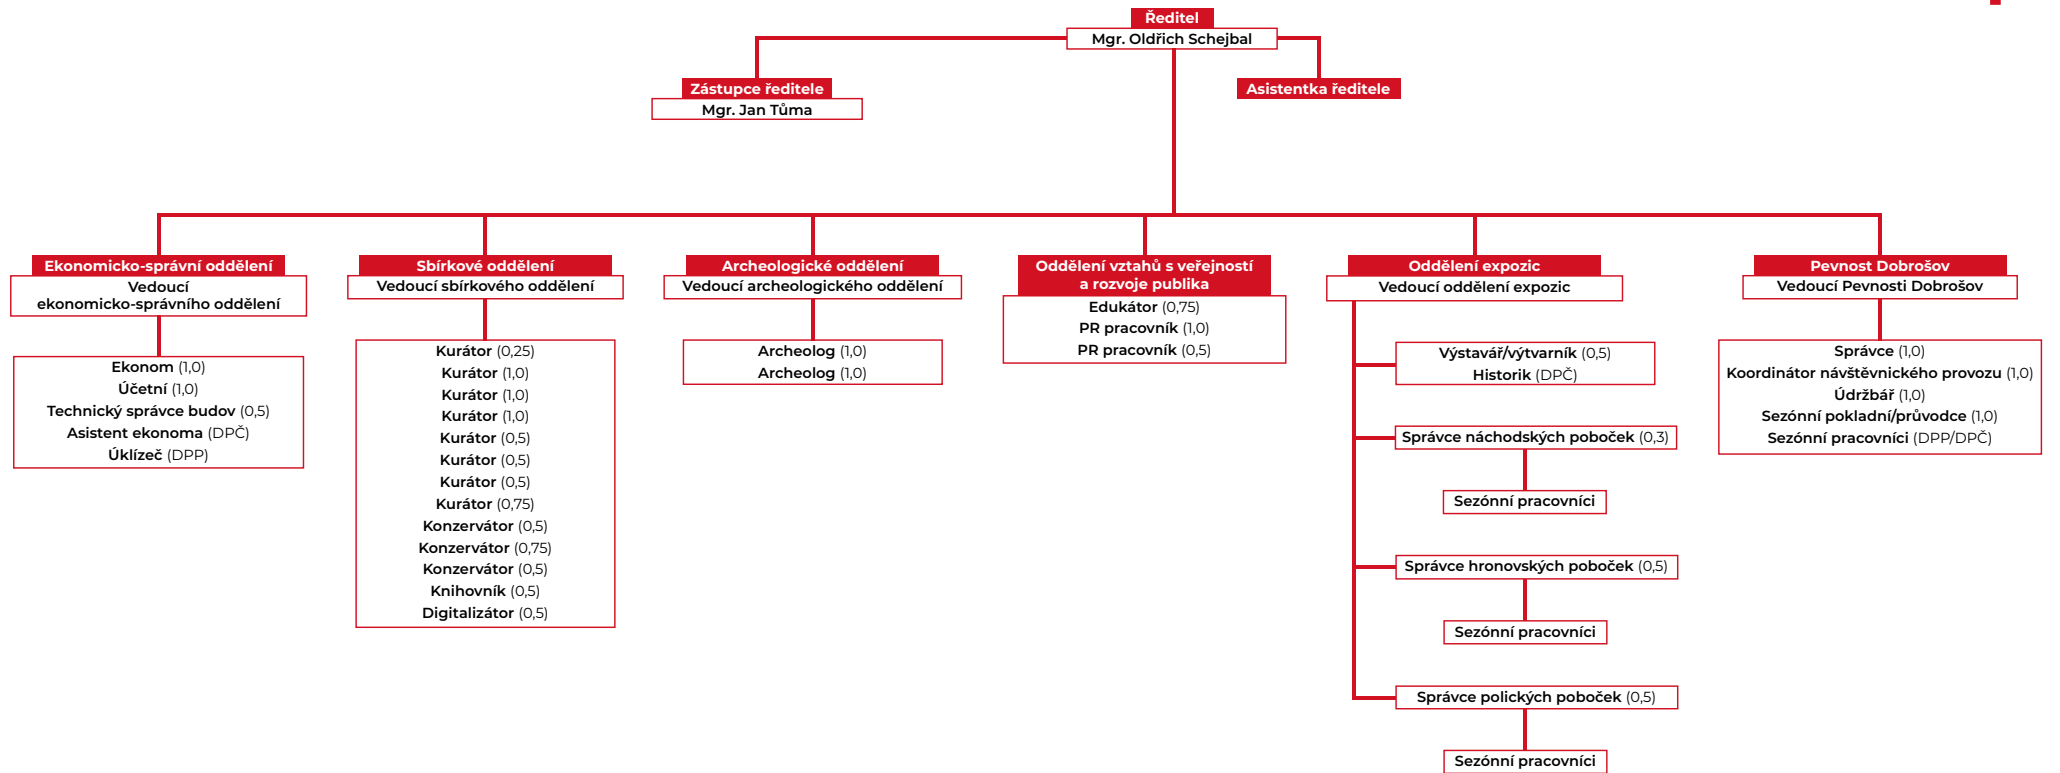 Ředitel
Mgr. Oldřich Schejbal
Zástupce ředitele
Mgr. Jan Tůma
Asistentka ředitele
Ekonomicko-správní oddělení
Vedoucí
ekonomicko-správního oddělení
Ekonom (1,0)
Účetní (1,0)
Technický správce budov (0,5)
Asistent ekonoma (DPČ)
Úklízeč (DPP)
Sbírkové oddělení
Vedoucí sbírkového oddělení
Kurátor (0,25)
Kurátor (1,0)
Kurátor (1,0)
Kurátor (1,0)
Kurátor (0,5)
Kurátor (0,5)
Kurátor (0,5)
Kurátor (0,75)
Konzervátor (0,5)
Konzervátor (0,75)
Konzervátor (0,5)
Knihovník (0,5)
Digitalizátor (0,5)
Archeologické oddělení
Vedoucí archeologického oddělení
Archeolog (1,0)
Archeolog (1,0)
Oddělení vztahů s veřejností
a rozvoje publika
Edukátor (0,75)
PR pracovník (1,0)
PR pracovník (0,5)
Oddělení expozic
Vedoucí oddělení expozic
Výstavář/výtvarník (0,5)
Historik (DPČ)
Správce náchodských poboček (0,3)
Sezónní pracovníci
Správce hronovských poboček (0,5)
Sezónní pracovníci
Správce polických poboček (0,5)
Sezónní pracovníci
Pevnost Dobrošov
Vedoucí Pevnosti Dobrošov
Správce (1,0)
Koordinátor návštěvnického provozu (1,0)
Údržbář (1,0)
Sezónní pokladní/průvodce (1,0)
Sezónní pracovníci (DPP/DPČ)